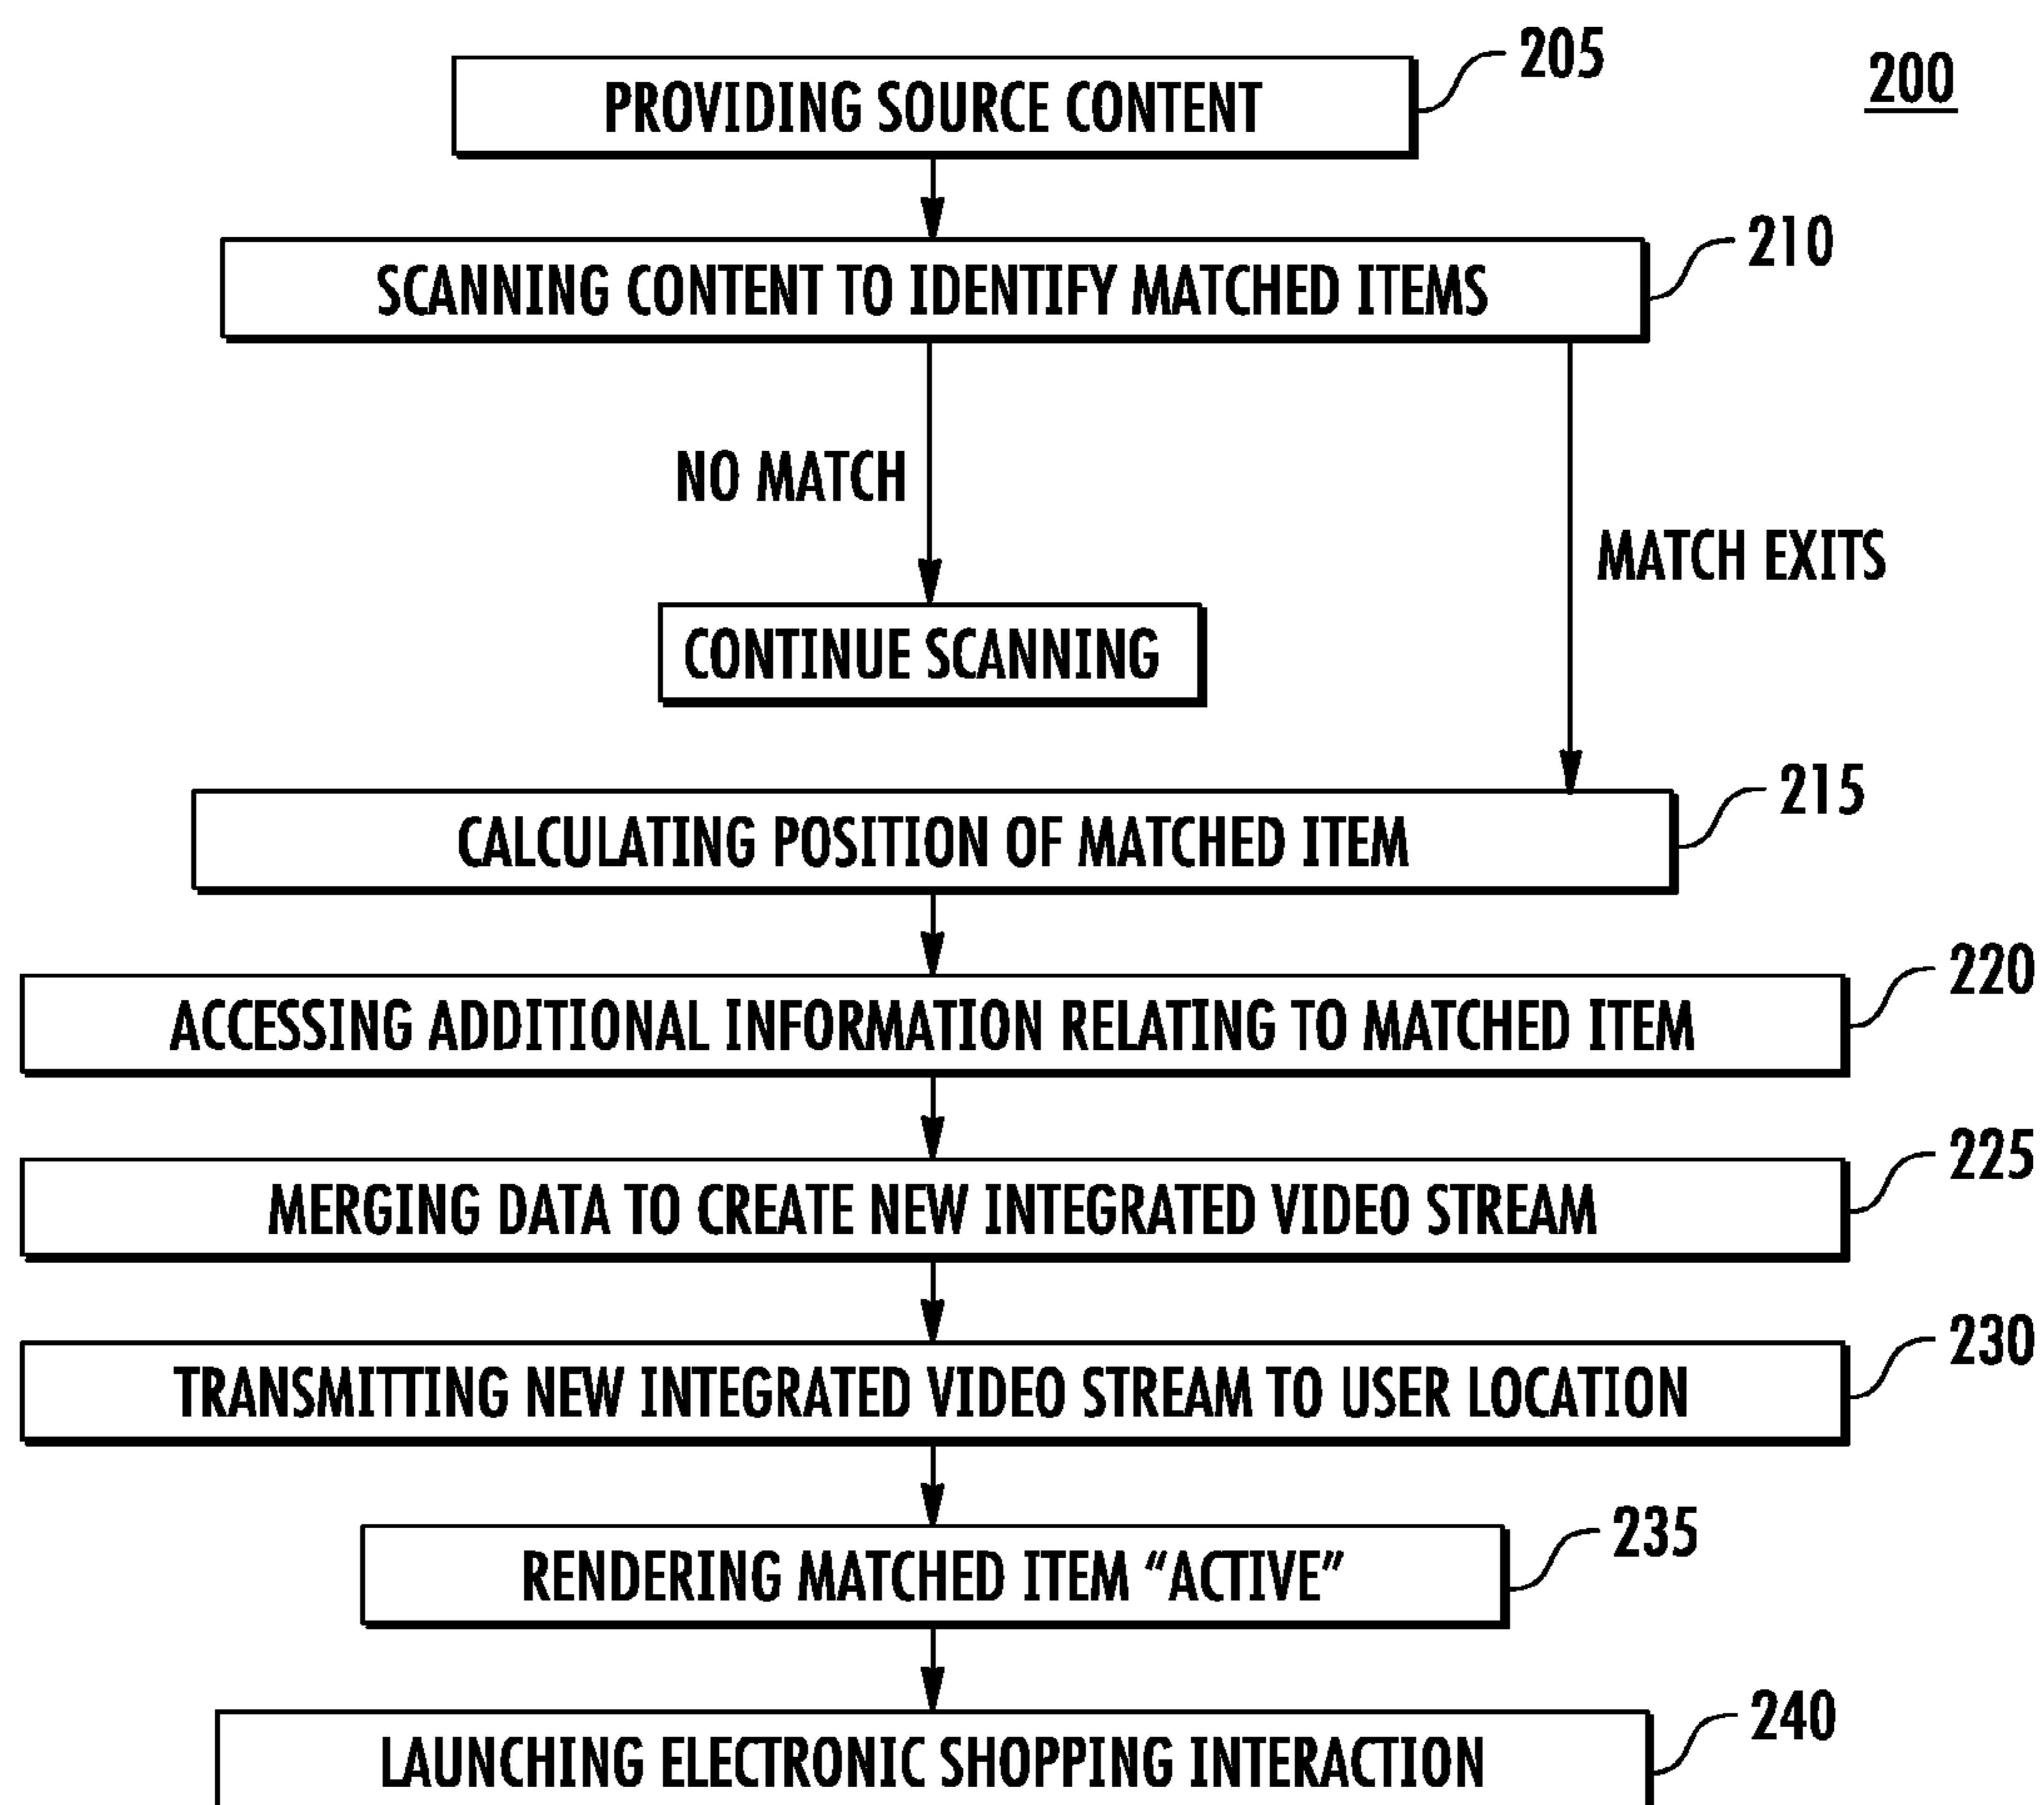 205
200
PROVIDING SOURCE CONTENT
210
SCANNING CONTENT TO IDENTIFY MATCHED ITEMS
NO MATCH
MATCH EXITS
CONTINUE SCANNING
215
CALCULATING POSITION OF MATCHED ITEM
220
ACCESSING ADDITIONAL INFORMATION RELATING TO MATCHED ITEM
225
MERGING DATA TO CREATE NEW INTEGRATED VIDEO STREAM
230
TRANSMITTING NEW INTEGRATED VIDEO STREAM TO USER LOCATION
235
RENDERING MATCHED ITEM “ACTIVE”
240
LAUNCHING ELECTRONIC SHOPPING INTERACTION